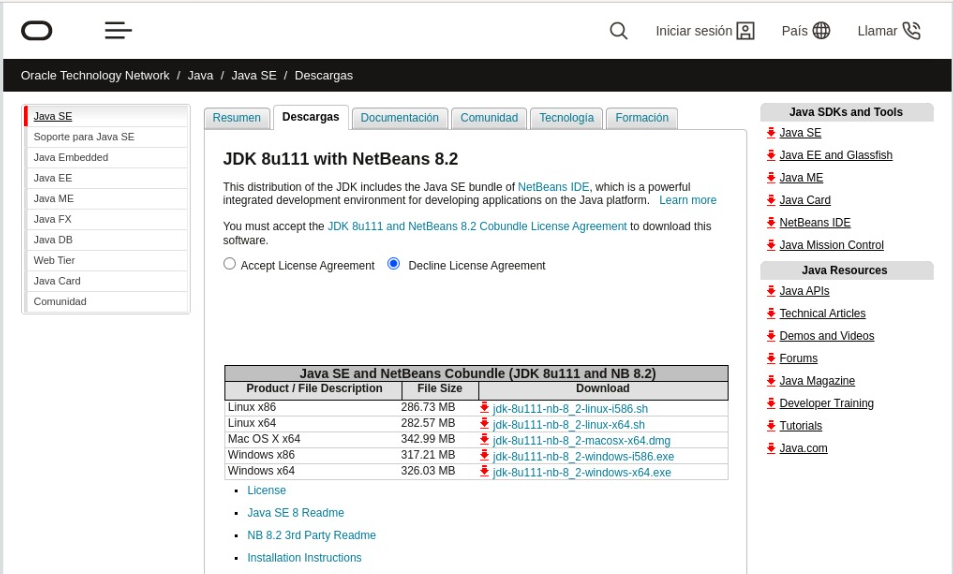 Iniciar sesión País Llamar
Oracle Technology Network / Java / Java SE / Descargas
Java SE
Soporte para Java SE
Java Embedded
Java EE
Java ME
Java FX
Java DB
Web Tier
Java Card
Comunidad
Resumen Descargas Documentación Comunidad Tecnología Formación
JDK 8u111 with NetBeans 8.2
This distribution of the JDK includes the Java SE bundle of NetBeans IDE, which is a powerful
integrated development environment for developing applications on the Java platform. Learn more
You must accept the JDK 8u111 and NetBeans 8.2 Cobundle License Agreement to download this
software.
Accept License Agreement Decline License Agreement
Java SE and NetBeans Cobundle (JDK 8u111 and NB 8.2)
Product / File Description File Size Download
Linux x86 286.73 MB jdk-8u111-nb-8_2-linux-i586.sh
Linux x64 282.57 MB jdk-8u111-nb-8_2-linux-x64.sh
Mac OS X x64 342.99 MB jdk-8u111-nb-8_2-macosx-x64.dmg
Windows x86 317.21 MB jdk-8u111-nb-8_2-windows-i586.exe
Windows x64 326.03 MB jdk-8u111-nb-8_2-windows-x64.exe
License
Java SE 8 Readme
NB 8.2 3rd Party Readme
Installation Instructions
Java SDKs and Tools
Java SE
Java EE and Glassfish
Java ME
Java Card
NetBeans IDE
Java Mission Control
Java Resources
Java APIs
Technical Articles
Demos and Videos
Forums
Java Magazine
Developer Training
Tutorials
Java.com